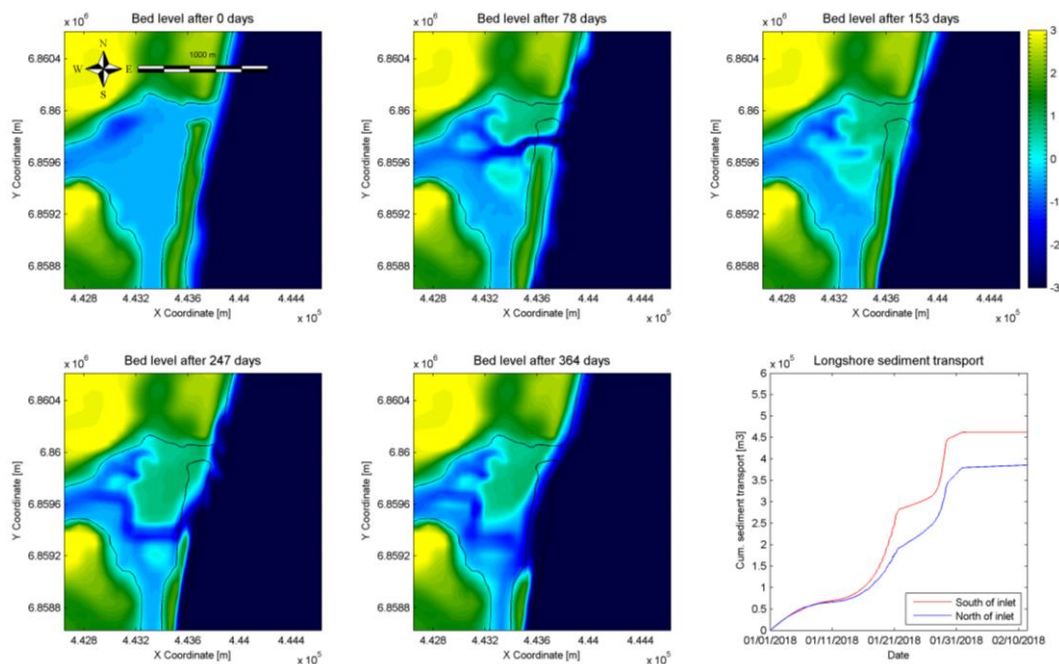 Bed level after 0 days
x 10^6
N
W E
S
1000 m
6.8604
6.86
6.8596
6.8592
6.8588
Y Coordinate [m]
4.428 4.432 4.436 4.44 4.444
X Coordinate [m]
x 10^5
Bed level after 78 days
x 10^6
6.8604
6.86
6.8596
6.8592
6.8588
Y Coordinate [m]
4.428 4.432 4.436 4.44 4.444
X Coordinate [m]
x 10^5
Bed level after 153 days
x 10^6
6.8604
6.86
6.8596
6.8592
6.8588
Y Coordinate [m]
4.428 4.432 4.436 4.44 4.444
X Coordinate [m]
x 10^5
3
2
1
0
-1
-2
-3
Bed level after 247 days
x 10^6
6.8604
6.86
6.8596
6.8592
6.8588
Y Coordinate [m]
4.428 4.432 4.436 4.44 4.444
X Coordinate [m]
x 10^5
Bed level after 364 days
x 10^6
6.8604
6.86
6.8596
6.8592
6.8588
Y Coordinate [m]
4.428 4.432 4.436 4.44 4.444
X Coordinate [m]
x 10^5
Longshore sediment transport
x 10^5
6
5.5
5
4.5
4
3.5
3
2.5
2
1.5
1
0.5
0
Cum. sediment transport [m3]
South of inlet
North of inlet
01/01/2018 01/11/2018 01/21/2018 01/31/2018 02/10/2018
Date